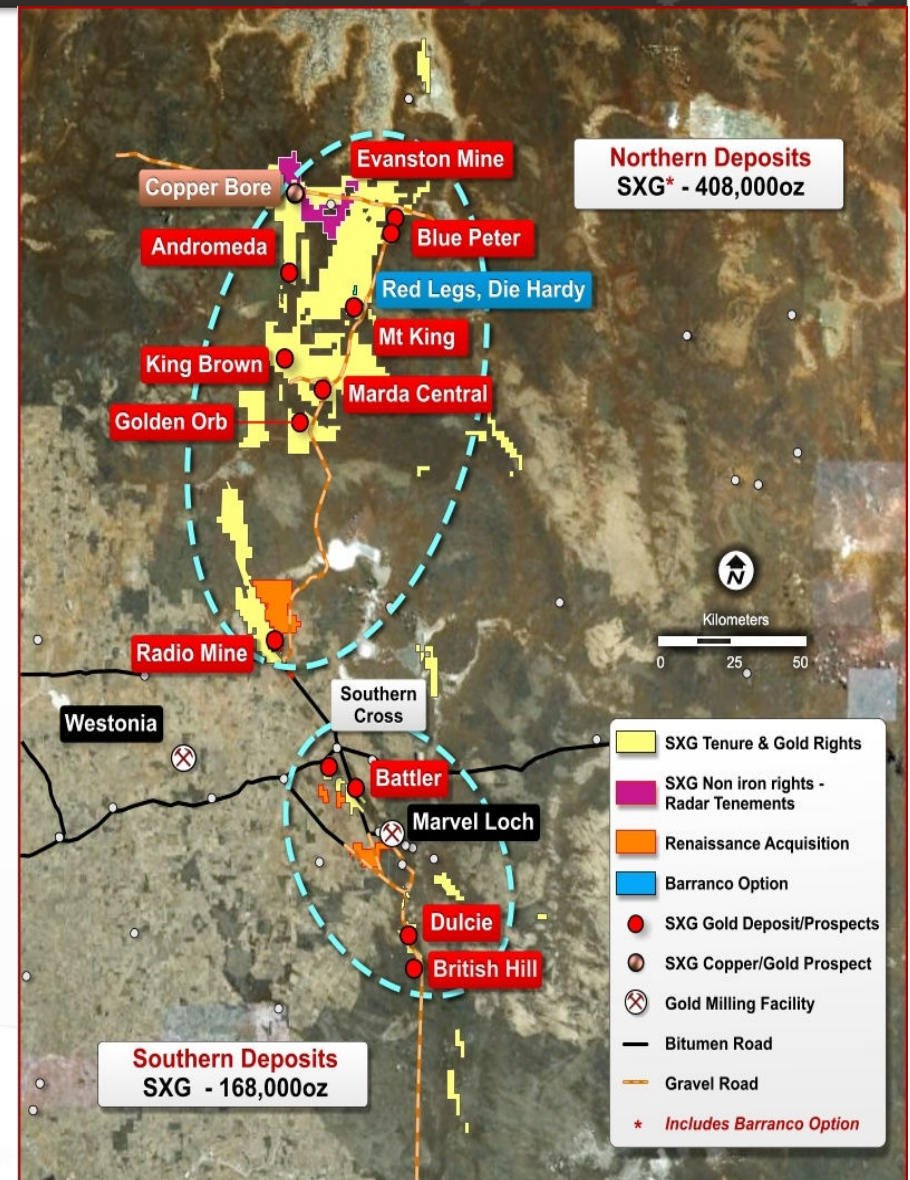 Evanston Mine
Northern Deposits
SXG* - 408,000oz
Copper Bore
Andromeda
Blue Peter
Red Legs, Die Hardy
Mt King
King Brown
Marda Central
Golden Orb
N
Kilometers
0 25 50
Radio Mine
Southern
Cross
Westonia
Battler
Marvel Loch
Dulcie
British Hill
Southern Deposits
SXG - 168,000oz
SXG Tenure & Gold Rights
SXG Non iron rights -
Radar Tenements
Renaissance Acquisition
Barranco Option
SXG Gold Deposit/Prospects
SXG Copper/Gold Prospect
Gold Milling Facility
Bitumen Road
Gravel Road
* Includes Barranco Option